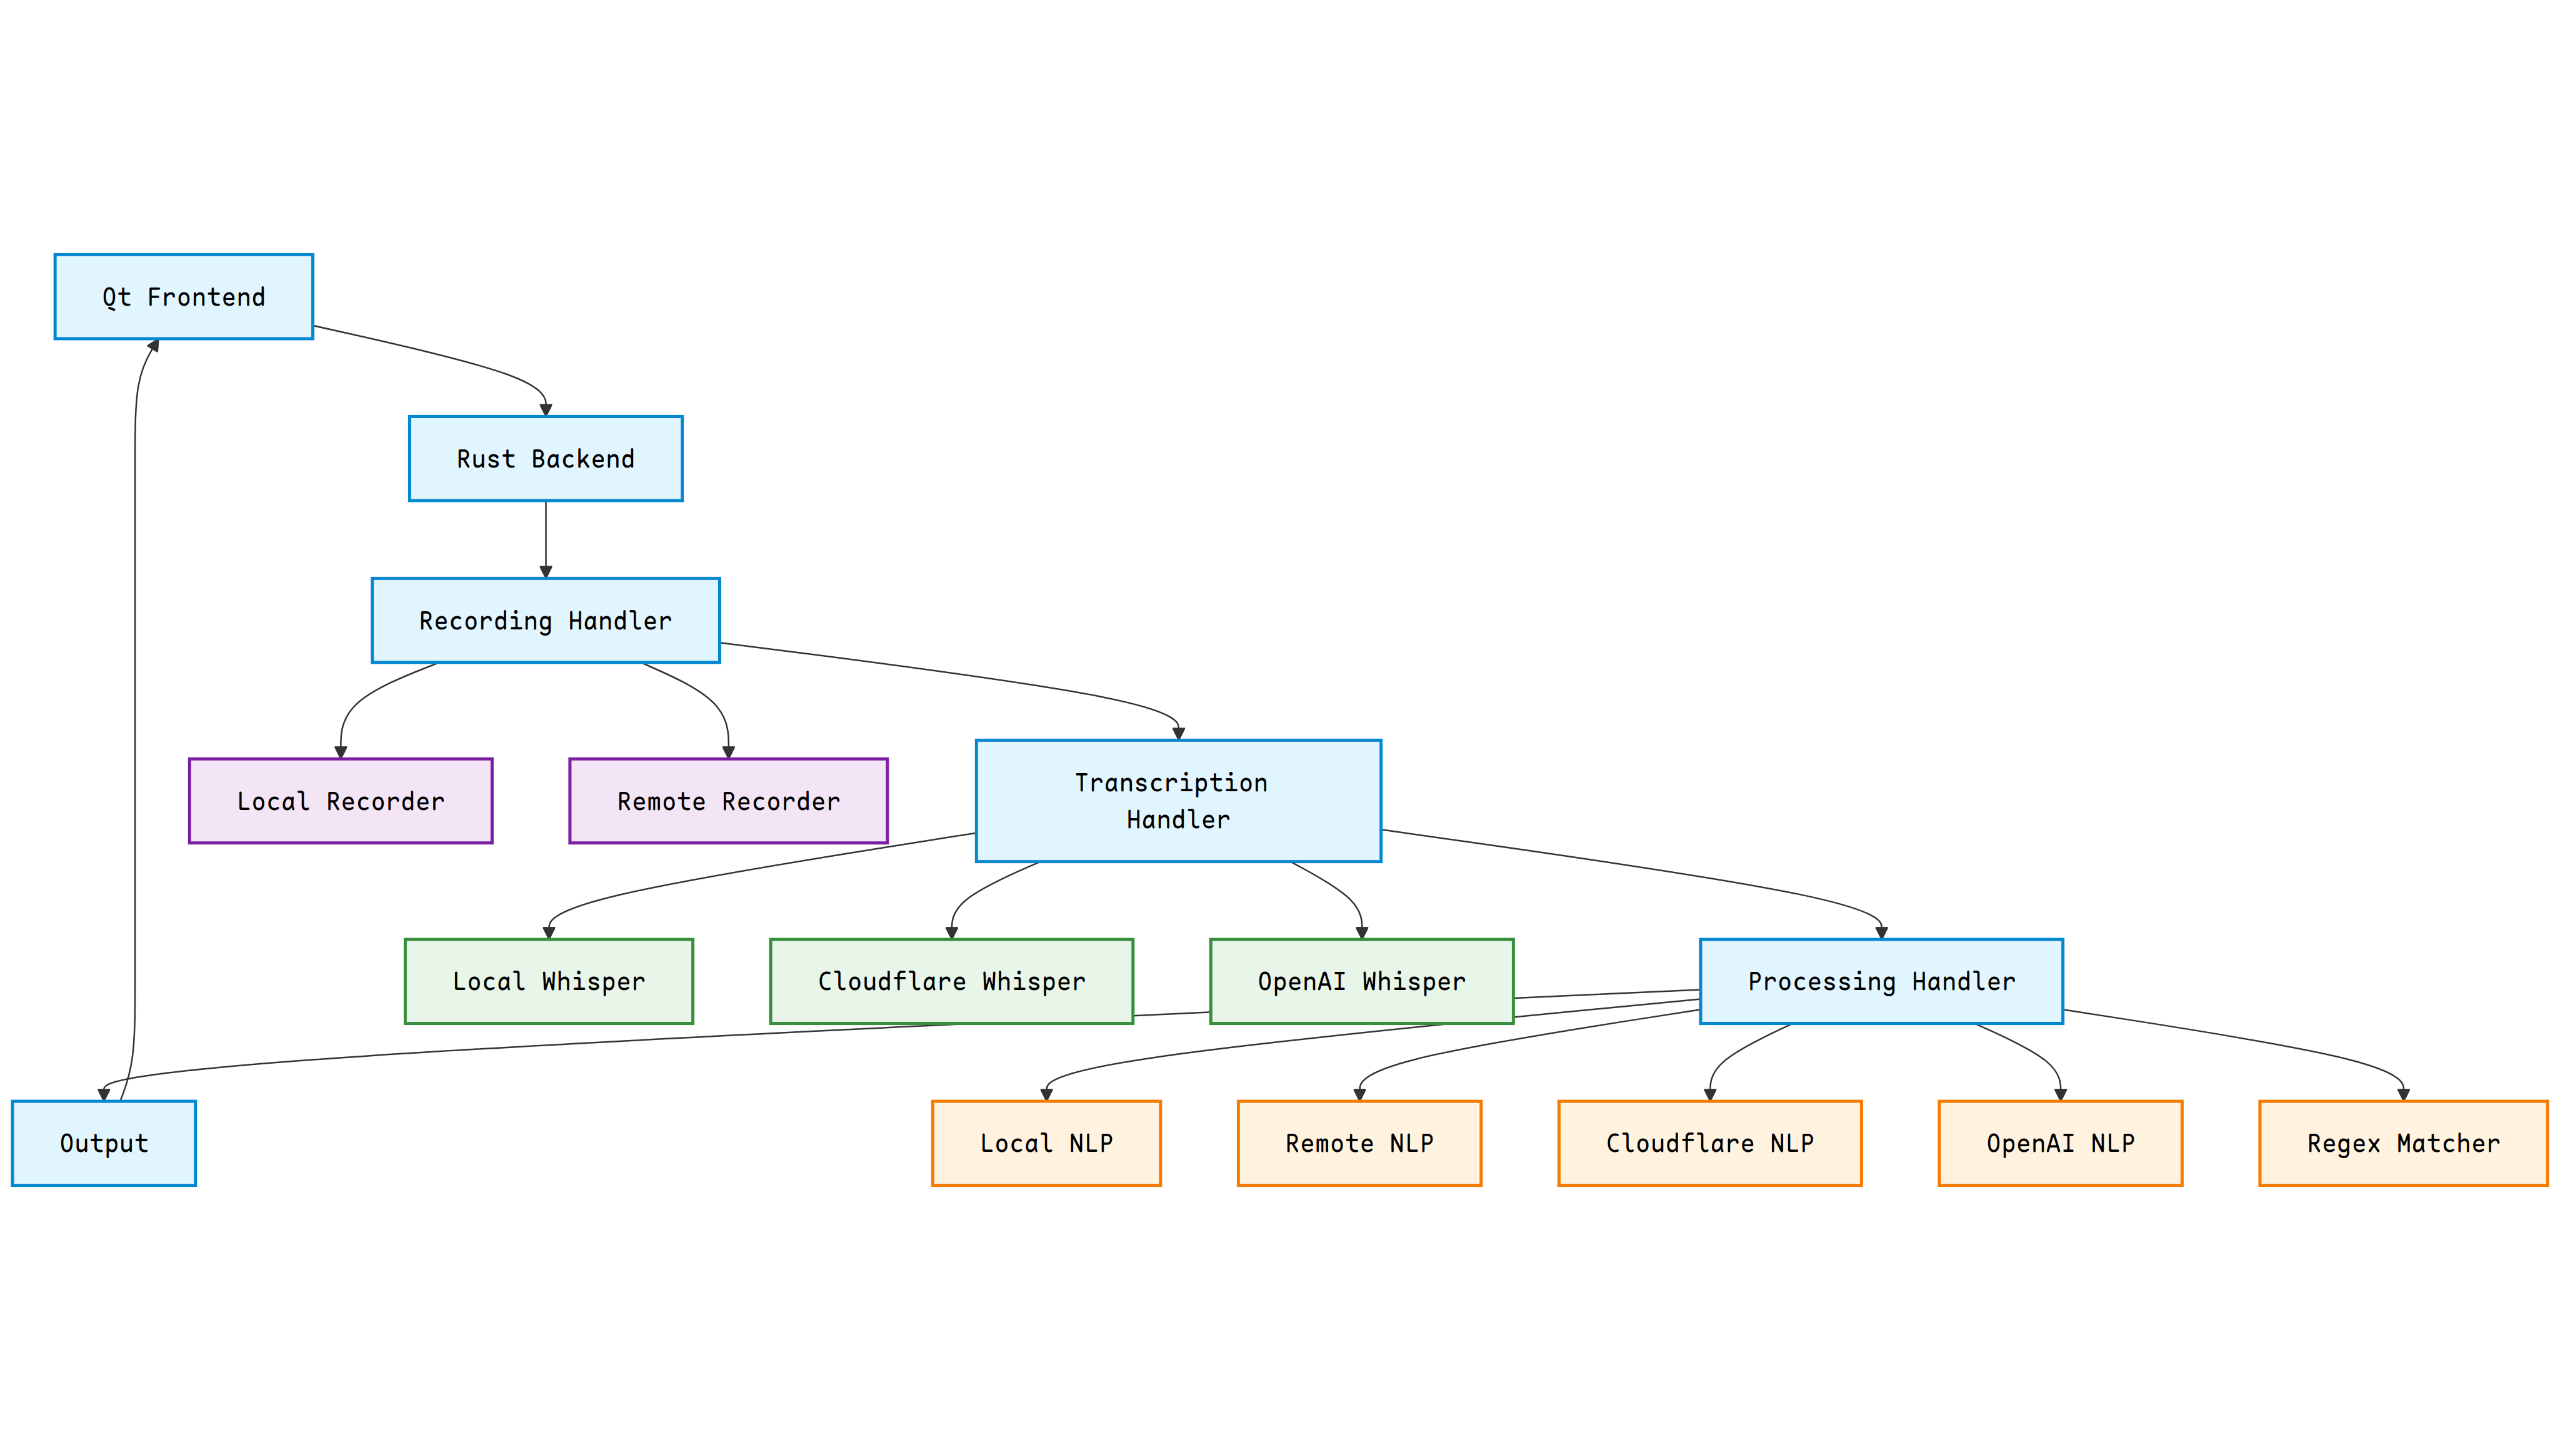 Qt Frontend
Rust Backend
Recording Handler
Local Recorder
Remote Recorder
Transcription
Handler
Local Whisper
Cloudflare Whisper
OpenAI Whisper
Processing Handler
Output
Local NLP
Remote NLP
Cloudflare NLP
OpenAI NLP
Regex Matcher